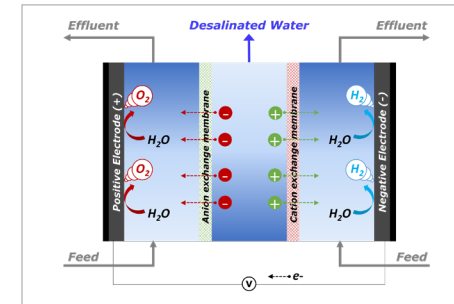 Effluent
Desalinated Water
Effluent
Positive Electrode (+)
O2
H2O
O2
H2O
Anion exchange membrane
-
-
-
-
+
+
+
+
Cation exchange membrane
H2
H2O
H2
H2O
Negative Electrode (-)
Feed
Feed
V
e-